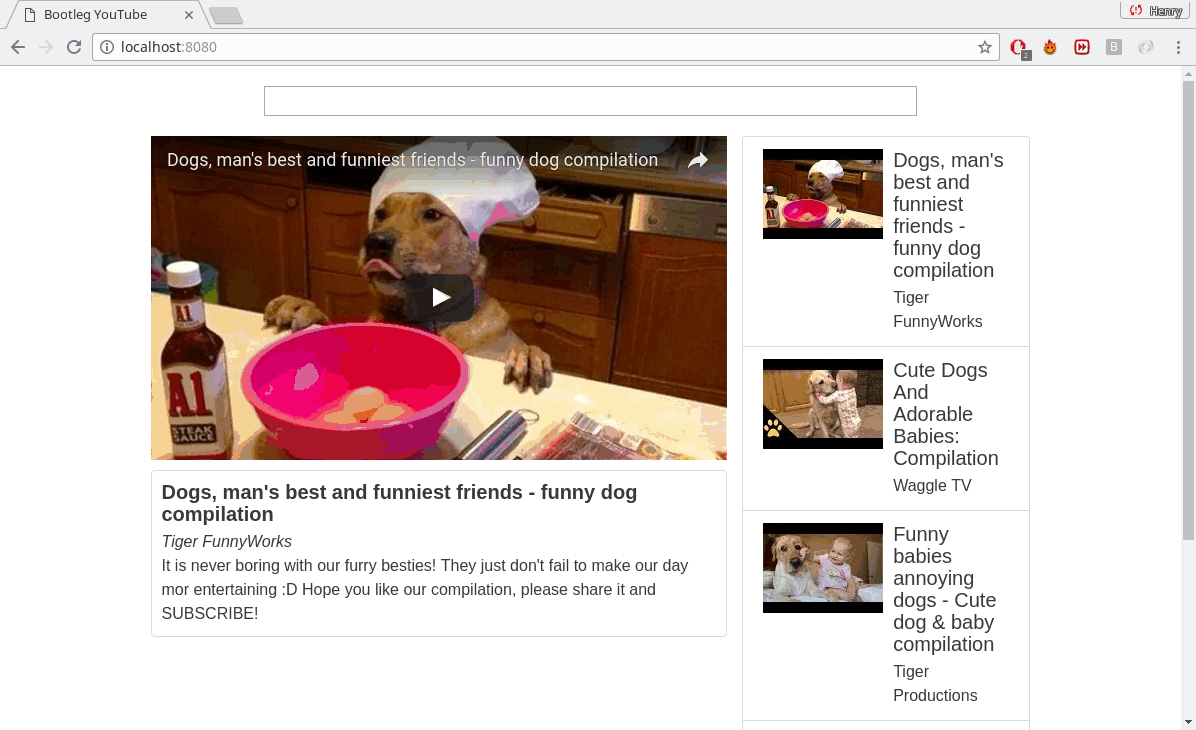 Bootleg YouTube
Henry
localhost:8080
2
B
Dogs, man's best and funniest friends - funny dog compilation
A1
STEAK
SAUCE
Dogs, man's best and funniest friends - funny dog
compilation
Tiger FunnyWorks
It is never boring with our furry besties! They just don't fail to make our day
mor entertaining :D Hope you like our compilation, please share it and
SUBSCRIBE!
A1
Dogs, man's
best and
funniest
friends -
funny dog
compilation
Tiger
FunnyWorks
Cute Dogs
And
Adorable
Babies:
Compilation
Waggle TV
Funny
babies
annoying
dogs - Cute
dog & baby
compilation
Tiger
Productions